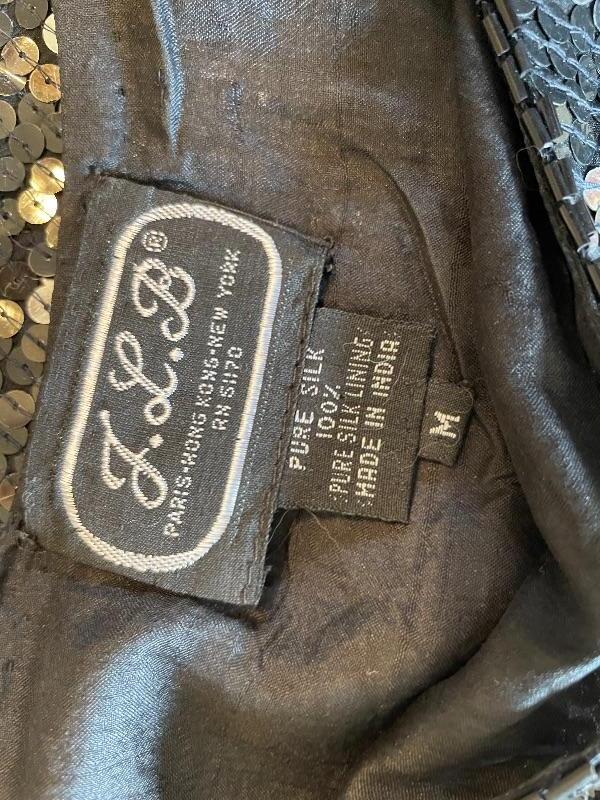 J.L.B®
PARIS-HONG KONG-NEW YORK
RN 51170
PURE SILK
100%
PURE SILK LINING
MADE IN INDIA
M